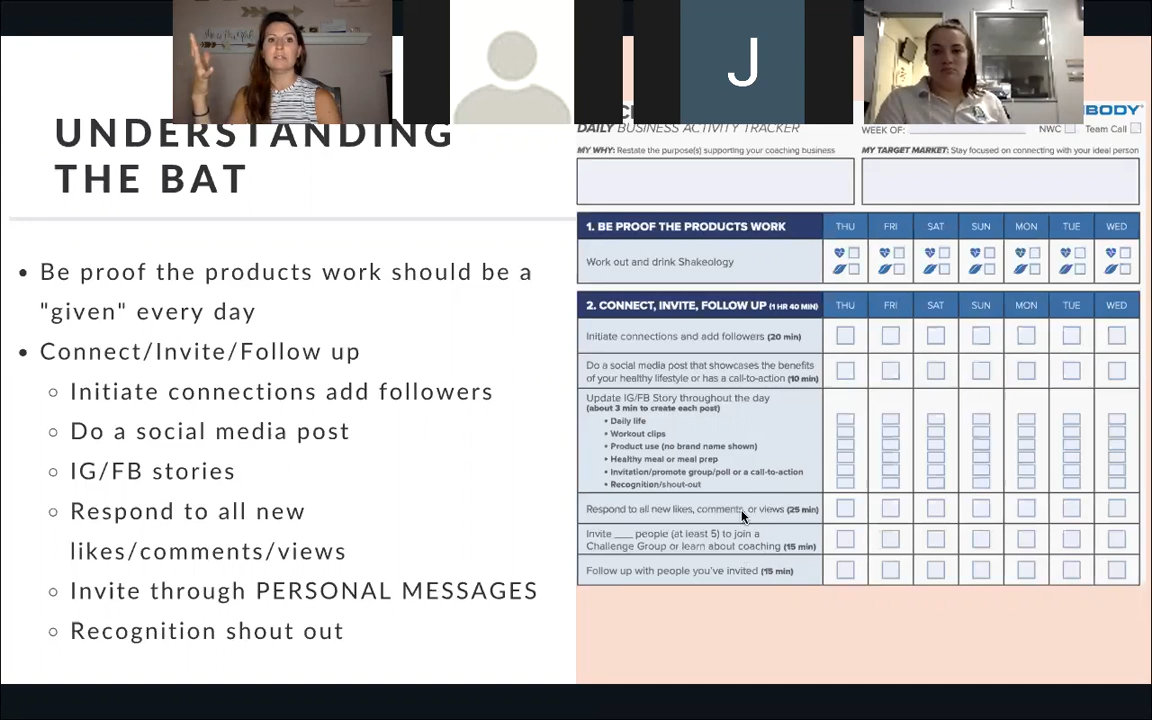 J
UNDERSTANDING
THE BAT
Be proof the products work should be a
"given" every day
Connect/Invite/Follow up
Initiate connections add followers
Do a social media post
IG/FB stories
Respond to all new
likes/comments/views
Invite through PERSONAL MESSAGES
Recognition shout out
DAILY BUSINESS ACTIVITY TRACKER
WEEK OF:
NWC
Team Call
MY WHY: Restate the purpose(s) supporting your coaching business
MY TARGET MARKET: Stay focused on connecting with your ideal person
1. BE PROOF THE PRODUCTS WORK THU FRI SAT SUN MON TUE WED
Work out and drink Shakeology
2. CONNECT, INVITE, FOLLOW UP (1 HR 40 MIN) THU FRI SAT SUN MON TUE WED
Initiate connections and add followers (20 min)
Do a social media post that showcases the benefits
of your healthy lifestyle or has a call-to-action (10 min)
Update IG/FB Story throughout the day
(about 3 min to create each post)
• Daily life
• Workout clips
• Product use (no brand name shown)
• Healthy meal or meal prep
• Invitation/promote group/poll or a call-to-action
• Recognition/shout-out
Respond to all new likes, comments, or views (25 min)
Invite ___ people (at least 5) to join a
Challenge Group or learn about coaching (15 min)
Follow up with people you've invited (15 min)